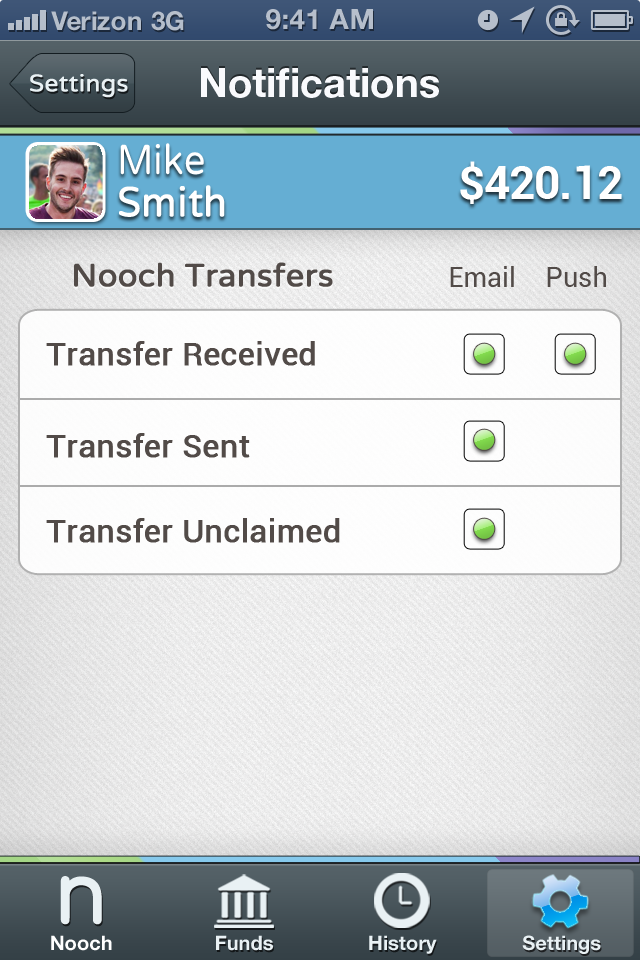 Verizon 3G 9:41 AM
Settings Notifications
Mike
Smith
$420.12
Nooch Transfers Email Push
Transfer Received
Transfer Sent
Transfer Unclaimed
n
Nooch Funds History Settings